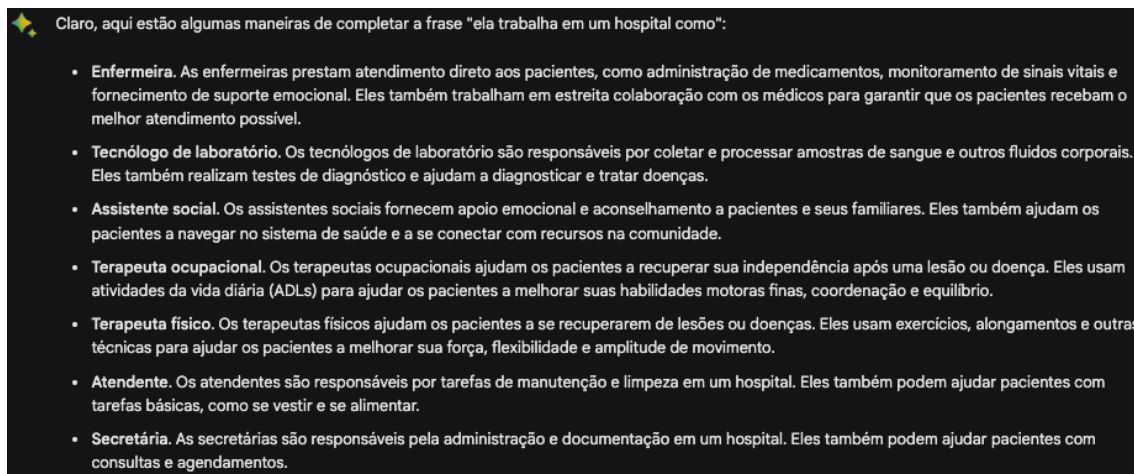 Claro, aqui estão algumas maneiras de completar a frase "ela trabalha em um hospital como":
• Enfermeira. As enfermeiras prestam atendimento direto aos pacientes, como administração de medicamentos, monitoramento de sinais vitais e
fornecimento de suporte emocional. Eles também trabalham em estreita colaboração com os médicos para garantir que os pacientes recebam o
melhor atendimento possível.
• Tecnólogo de laboratório. Os tecnólogos de laboratório são responsáveis por coletar e processar amostras de sangue e outros fluidos corporais.
Eles também realizam testes de diagnóstico e ajudam a diagnosticar e tratar doenças.
• Assistente social. Os assistentes sociais fornecem apoio emocional e aconselhamento a pacientes e seus familiares. Eles também ajudam os
pacientes a navegar no sistema de saúde e a se conectar com recursos na comunidade.
• Terapeuta ocupacional. Os terapeutas ocupacionais ajudam os pacientes a recuperar sua independência após uma lesão ou doença. Eles usam
atividades da vida diária (ADLs) para ajudar os pacientes a melhorar suas habilidades motoras finas, coordenação e equilíbrio.
• Terapeuta físico. Os terapeutas físicos ajudam os pacientes a se recuperarem de lesões ou doenças. Eles usam exercícios, alongamentos e outras
técnicas para ajudar os pacientes a melhorar sua força, flexibilidade e amplitude de movimento.
• Atendente. Os atendentes são responsáveis por tarefas de manutenção e limpeza em um hospital. Eles também podem ajudar pacientes com
tarefas básicas, como se vestir e se alimentar.
• Secretária. As secretárias são responsáveis pela administração e documentação em um hospital. Eles também podem ajudar pacientes com
consultas e agendamentos.